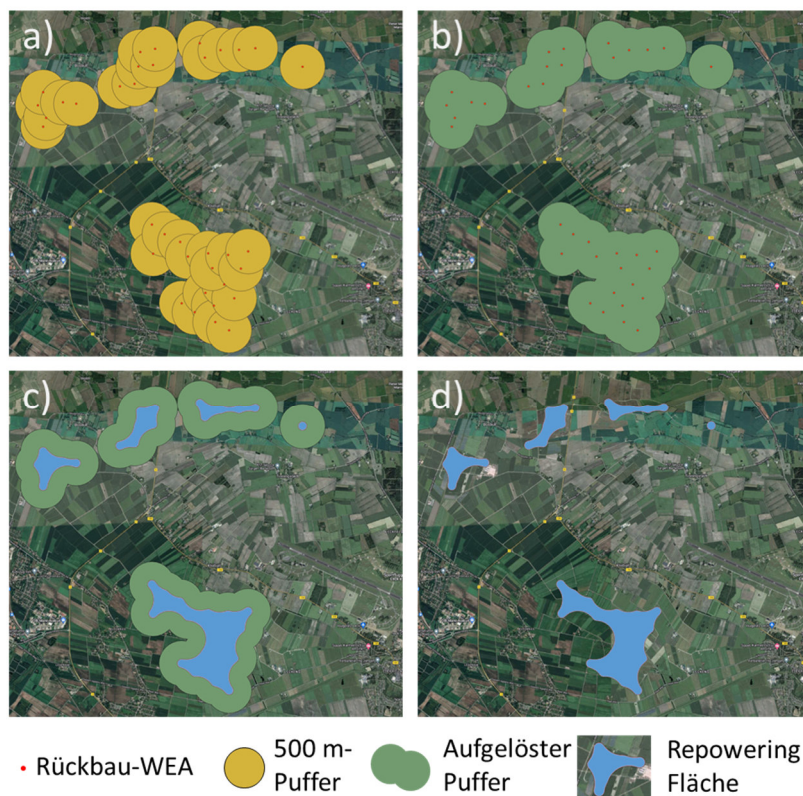 a)
b)
c)
d)
Rückbau-WEA
500 m-
Puffer
Aufgelöster
Puffer
Repowering
Fläche